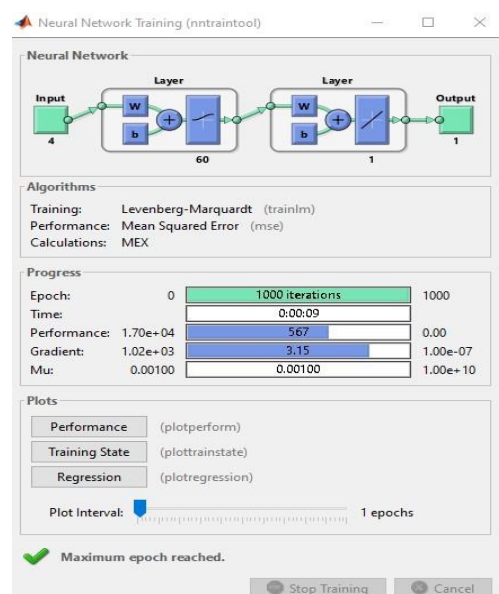 Neural Network Training (nntraintool)
Neural Network
Layer Layer
Input Output
W W
b b
4 60 1 1
Algorithms
Training: Levenberg-Marquardt (trainlm)
Performance: Mean Squared Error (mse)
Calculations: MEX
Progress
Epoch: 0 1000 iterations 1000
Time: 0:00:09
Performance: 1.70e+04 567 0.00
Gradient: 1.02e+03 3.15 1.00e-07
Mu: 0.00100 0.00100 1.00e+10
Plots
Performance (plotperform)
Training State (plottrainstate)
Regression (plotregression)
Plot Interval: 1 epochs
Maximum epoch reached.
Stop Training Cancel